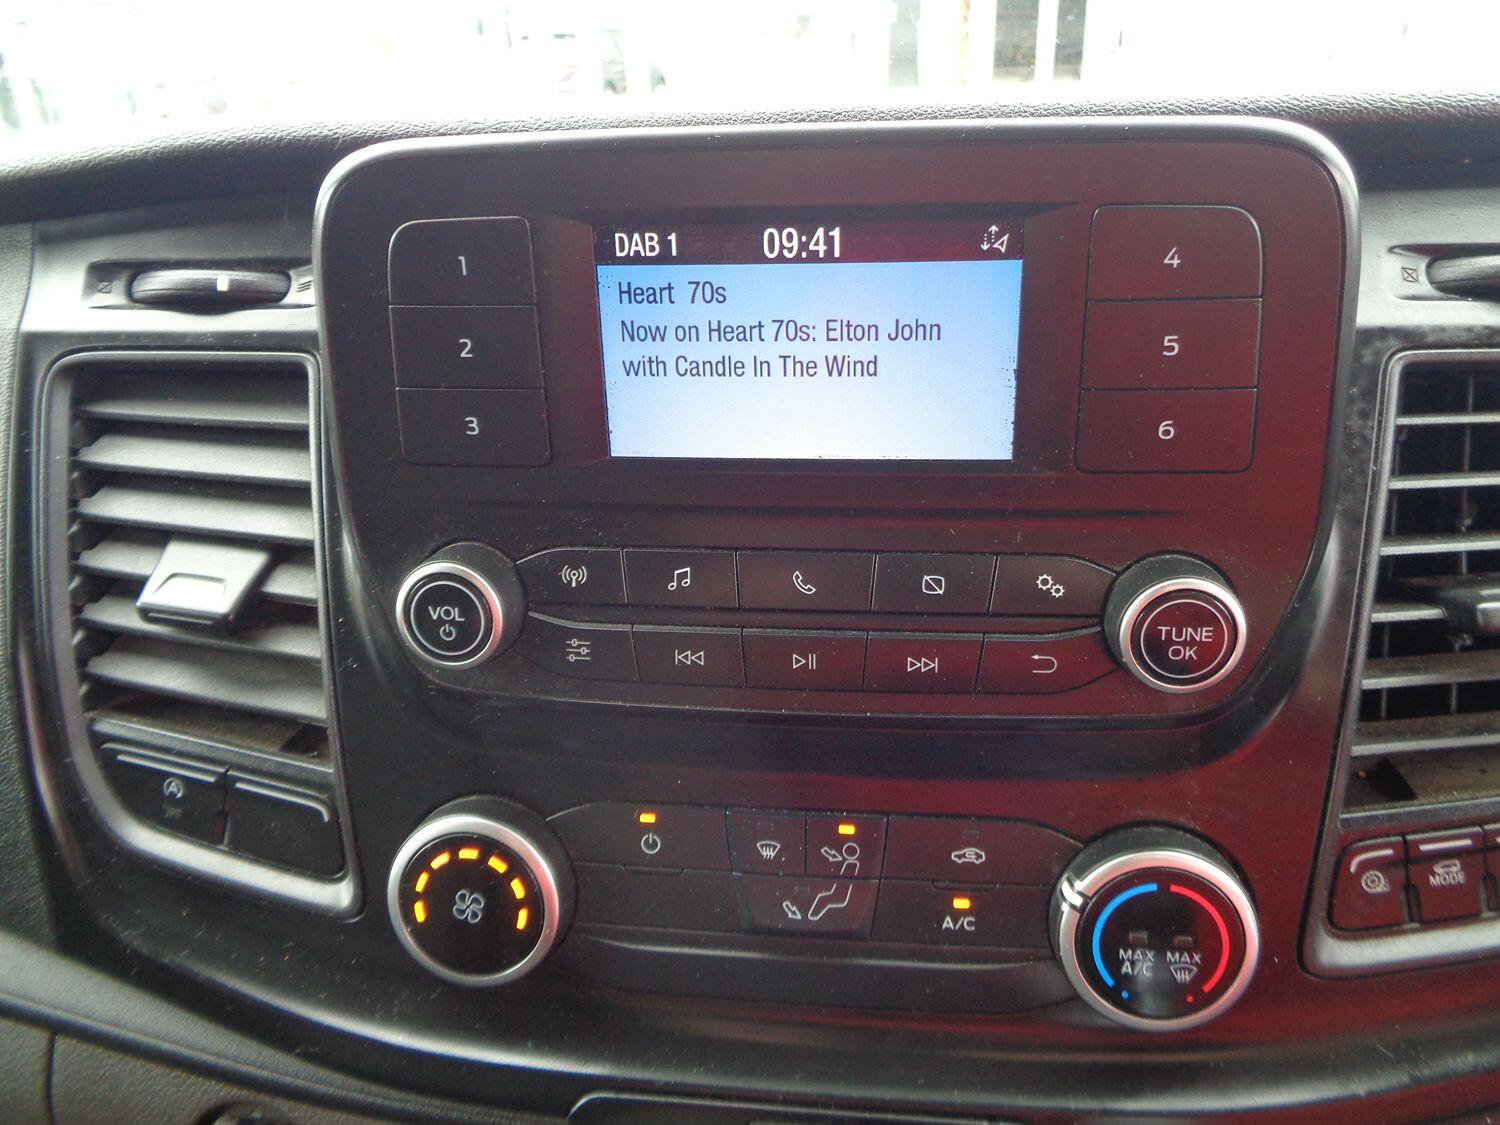 DAB 1 09:41
Heart 70s
Now on Heart 70s: Elton John
with Candle In The Wind
1
2
3
4
5
6
VOL
TUNE
OK
A/C
MAX MAX
A/C
MODE